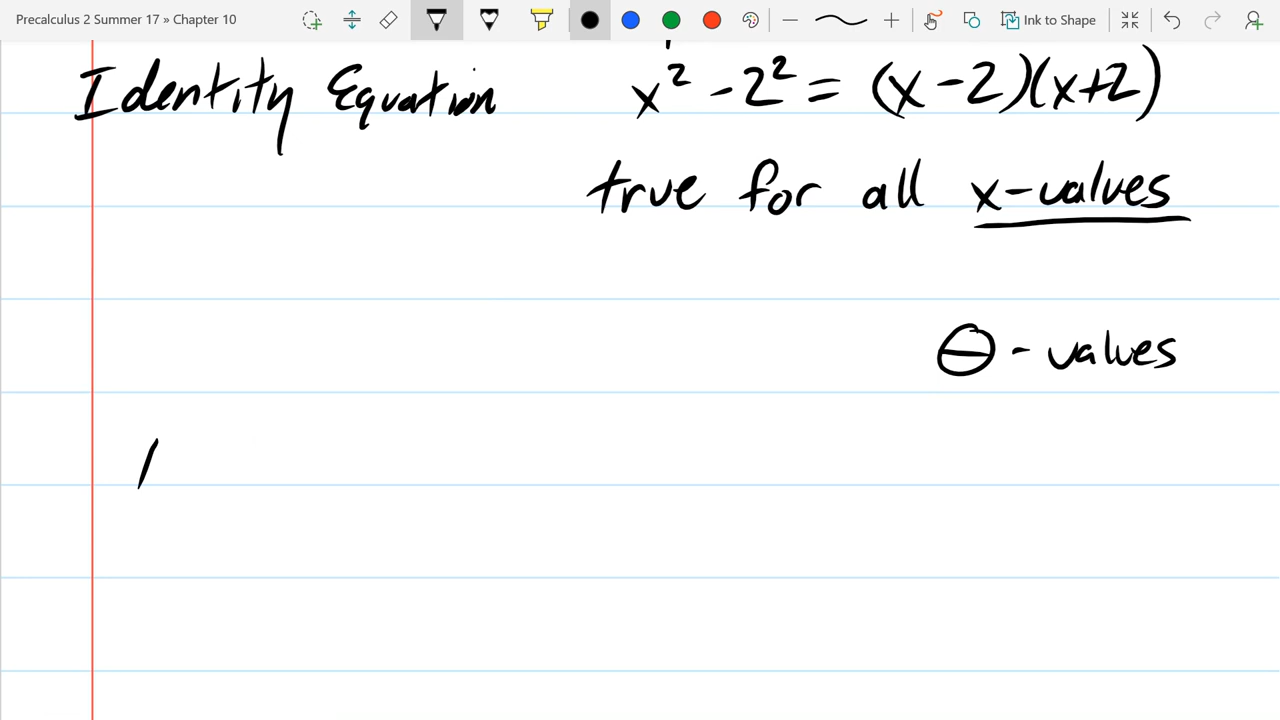 Precalculus 2 Summer 17 » Chapter 10
Ink to Shape
Identity Equation x² - 2² = (x - 2)(x + 2)
true for all x-values
θ - values